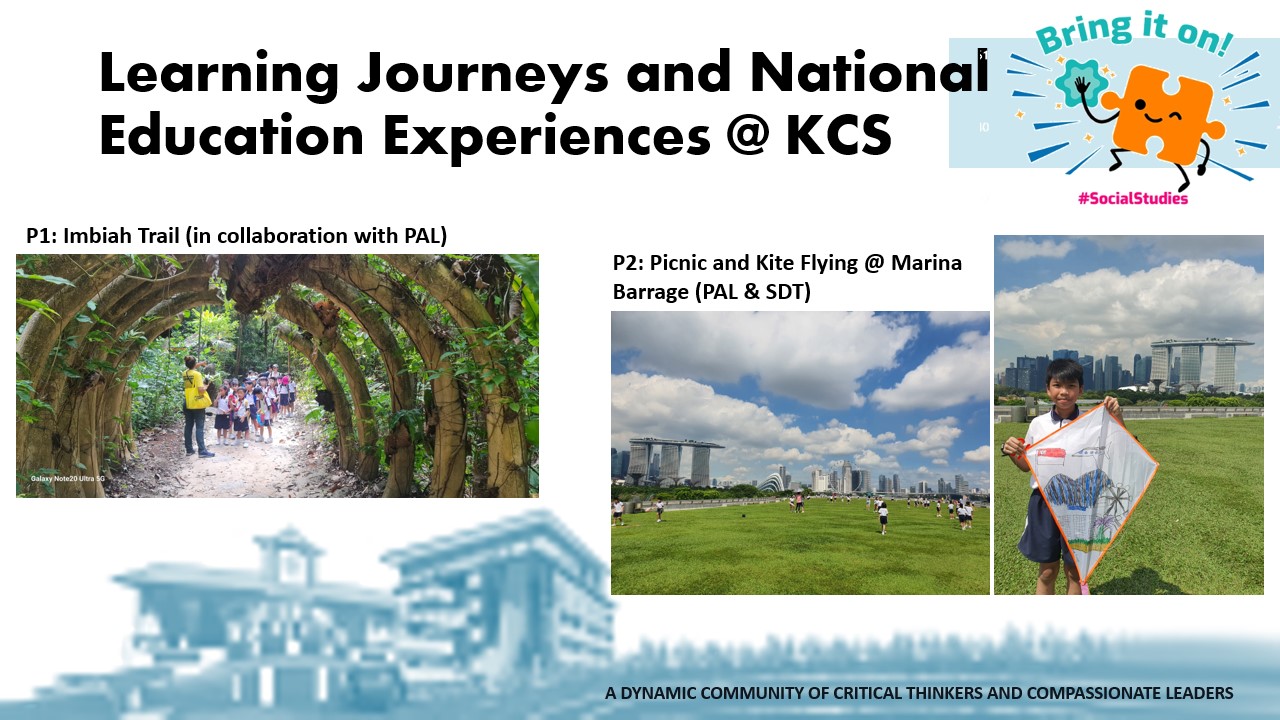 Bring it on!
Learning Journeys and National
Education Experiences @ KCS
#SocialStudies
P1: Imbiah Trail (in collaboration with PAL)
P2: Picnic and Kite Flying @ Marina
Barrage (PAL & SDT)
Galaxy Note20 Ultra 5G
A DYNAMIC COMMUNITY OF CRITICAL THINKERS AND COMPASSIONATE LEADERS